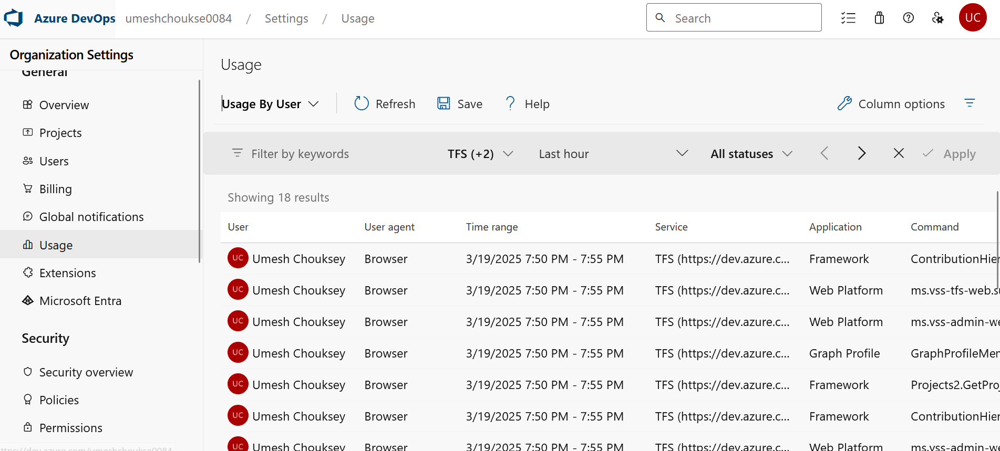 Azure DevOps umeshchoukse0084 / Settings / Usage Search UC
Organization Settings
General
Overview
Projects
Users
Billing
Global notifications
Usage
Extensions
Microsoft Entra
Security
Security overview
Policies
Permissions
https://dev.azure.com/umeshchoukse0084
Usage
Usage By User Refresh Save ? Help Column options
Filter by keywords TFS (+2) Last hour All statuses Apply
Showing 18 results
User User agent Time range Service Application Command
UC Umesh Chouksey Browser 3/19/2025 7:50 PM - 7:55 PM TFS (https://dev.azure.c... Framework ContributionHier
UC Umesh Chouksey Browser 3/19/2025 7:50 PM - 7:55 PM TFS (https://dev.azure.c... Web Platform ms.vss-tfs-web.su
UC Umesh Chouksey Browser 3/19/2025 7:50 PM - 7:55 PM TFS (https://dev.azure.c... Web Platform ms.vss-admin-we
UC Umesh Chouksey Browser 3/19/2025 7:50 PM - 7:55 PM TFS (https://dev.azure.c... Graph Profile GraphProfileMem
UC Umesh Chouksey Browser 3/19/2025 7:50 PM - 7:55 PM TFS (https://dev.azure.c... Framework Projects2.GetProj
UC Umesh Chouksey Browser 3/19/2025 7:50 PM - 7:55 PM TFS (https://dev.azure.c... Framework ContributionHier
UC Umesh Chouksey Browser 3/19/2025 7:50 PM - 7:55 PM TFS (https://dev.azure.c... Web Platform ms.vss-admin-we